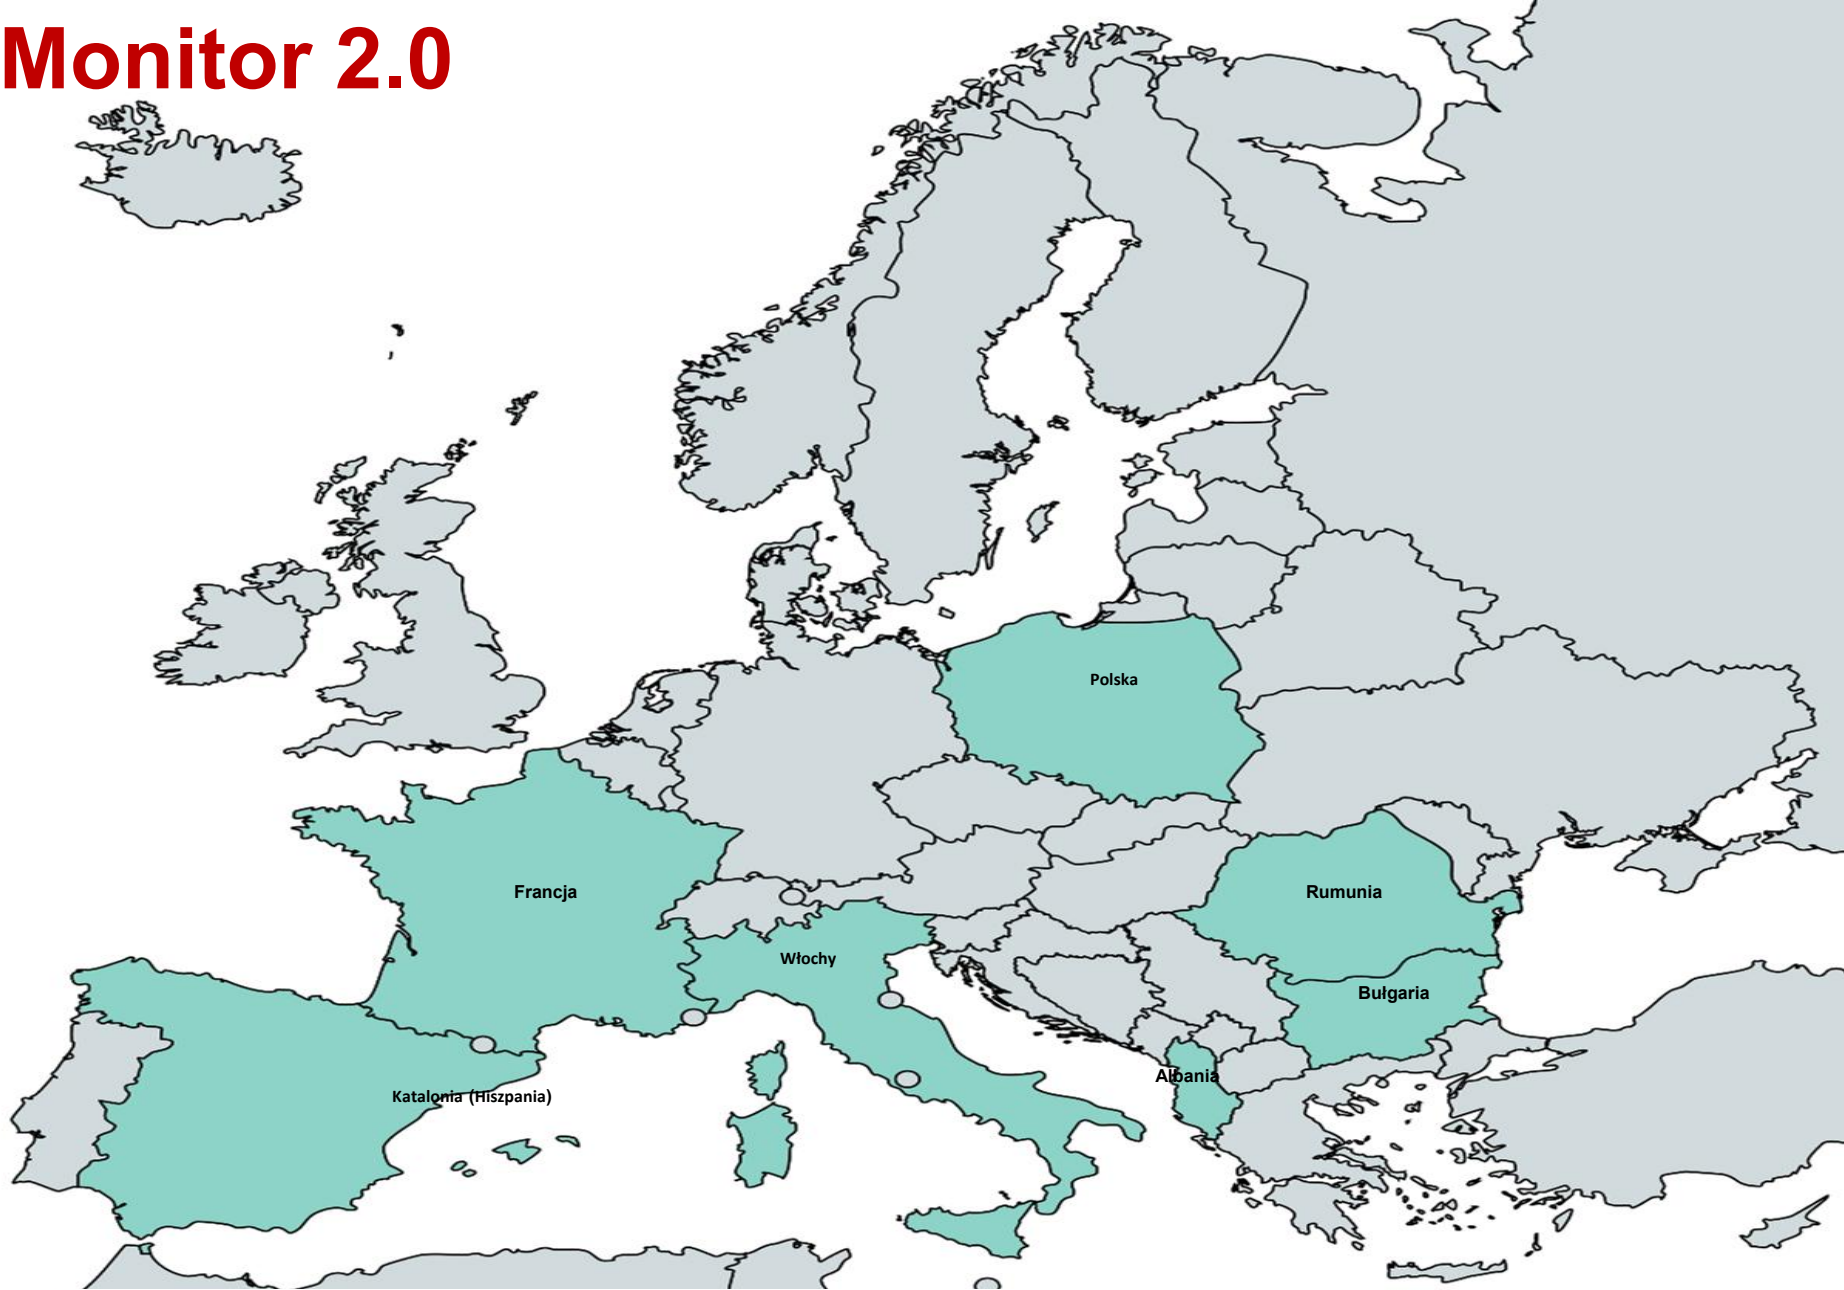 Monitor 2.0
Polska
Francja
Rumunia
Włochy
Bułgaria
Albania
Katalonia (Hiszpania)